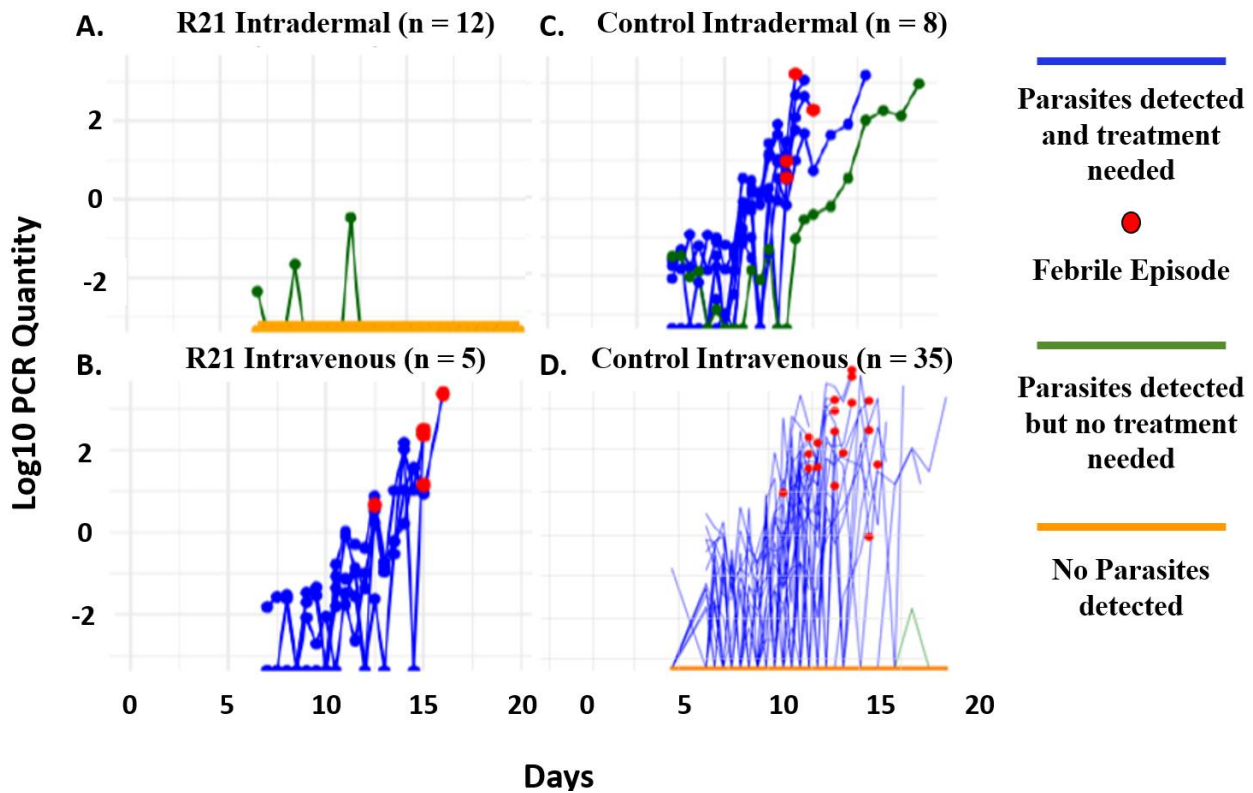 A.
R21 Intradermal (n = 12)
C.
Control Intradermal (n = 8)
2
0
-2
B.
R21 Intravenous (n = 5)
D.
Control Intravenous (n = 35)
2
0
-2
Log10 PCR Quantity
0
5
10
15
20
0
5
10
15
20
Days
Parasites detected
and treatment
needed
Febrile Episode
Parasites detected
but no treatment
needed
No Parasites
detected